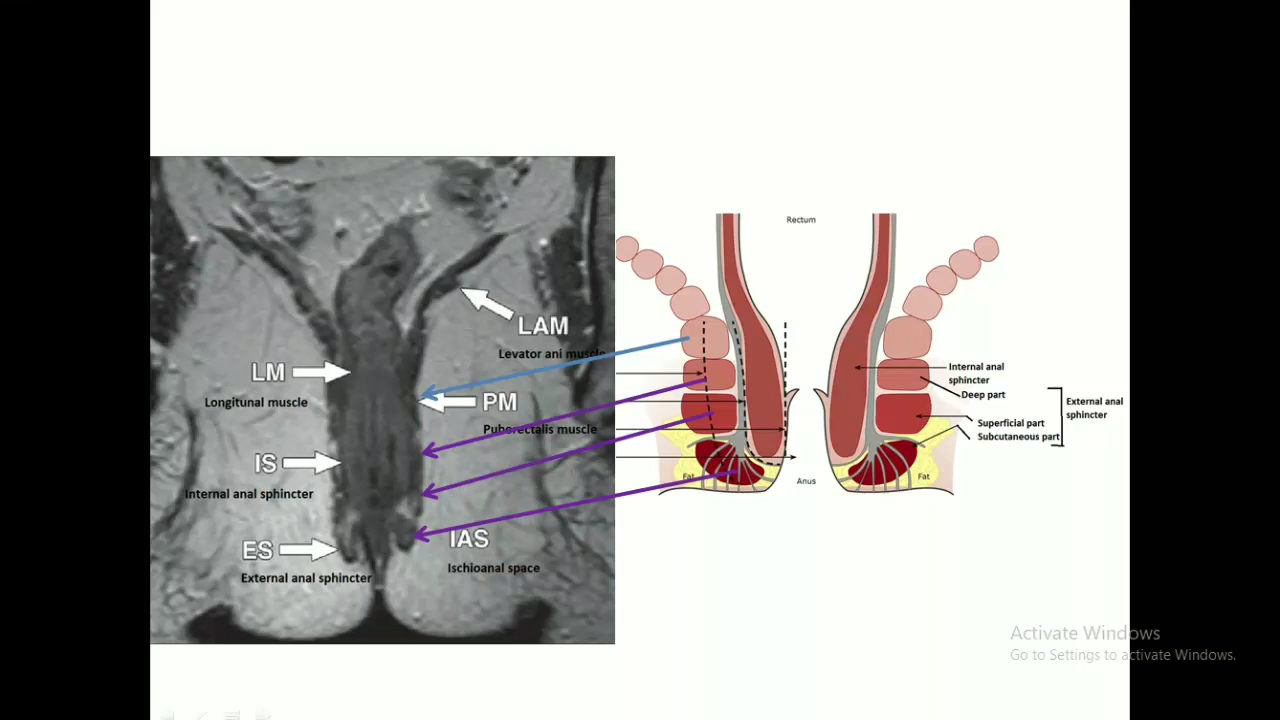 LAM
Levator ani muscle
LM
Longitunal muscle
PM
Puborectalis muscle
IS
Internal anal sphincter
ES
External anal sphincter
IAS
Ischioanal space
Rectum
Internal anal
sphincter
Deep part
External anal
sphincter
Superficial part
Subcutaneous part
Fat
Anus
Fat
Activate Windows
Go to Settings to activate Windows.